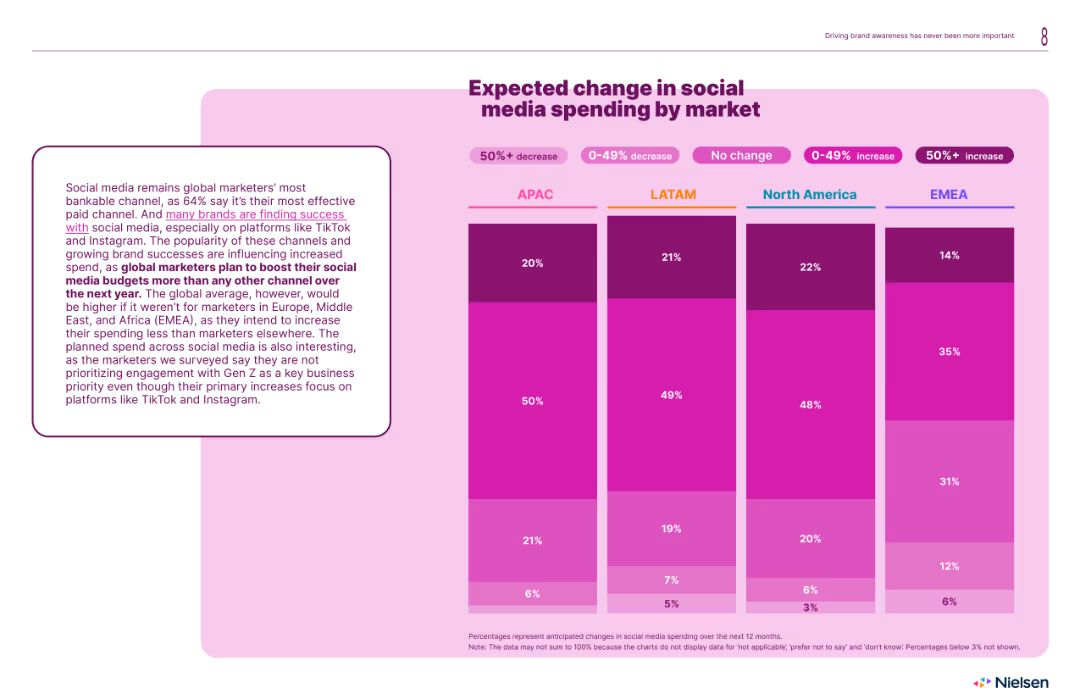 Driving brand awareness has never been more important
8
Expected change in social
media spending by market
50%+ decrease
0-49% decrease
No change
0-49% increase
50%+ increase
APAC
LATAM
North America
EMEA
Social media remains global marketers’ most
bankable channel, as 64% say it’s their most effective
paid channel. And many brands are finding success
with social media, especially on platforms like TikTok
and Instagram. The popularity of these channels and
growing brand successes are influencing increased
spend, as global marketers plan to boost their social
media budgets more than any other channel over
the next year. The global average, however, would
be higher if it weren’t for marketers in Europe, Middle
East, and Africa (EMEA), as they intend to increase
their spending less than marketers elsewhere. The
planned spend across social media is also interesting,
as the marketers we surveyed say they are not
prioritizing engagement with Gen Z as a key business
priority even though their primary increases focus on
platforms like TikTok and Instagram.
20%
50%
21%
6%
21%
49%
19%
7%
5%
22%
48%
20%
6%
3%
14%
35%
31%
12%
6%
Percentages represent anticipated changes in social media spending over the next 12 months.
Note: The data may not sum to 100% because the charts do not display data for ‘not applicable’, ‘prefer not to say’ and ‘don’t know’. Percentages below 3% not shown.
Nielsen